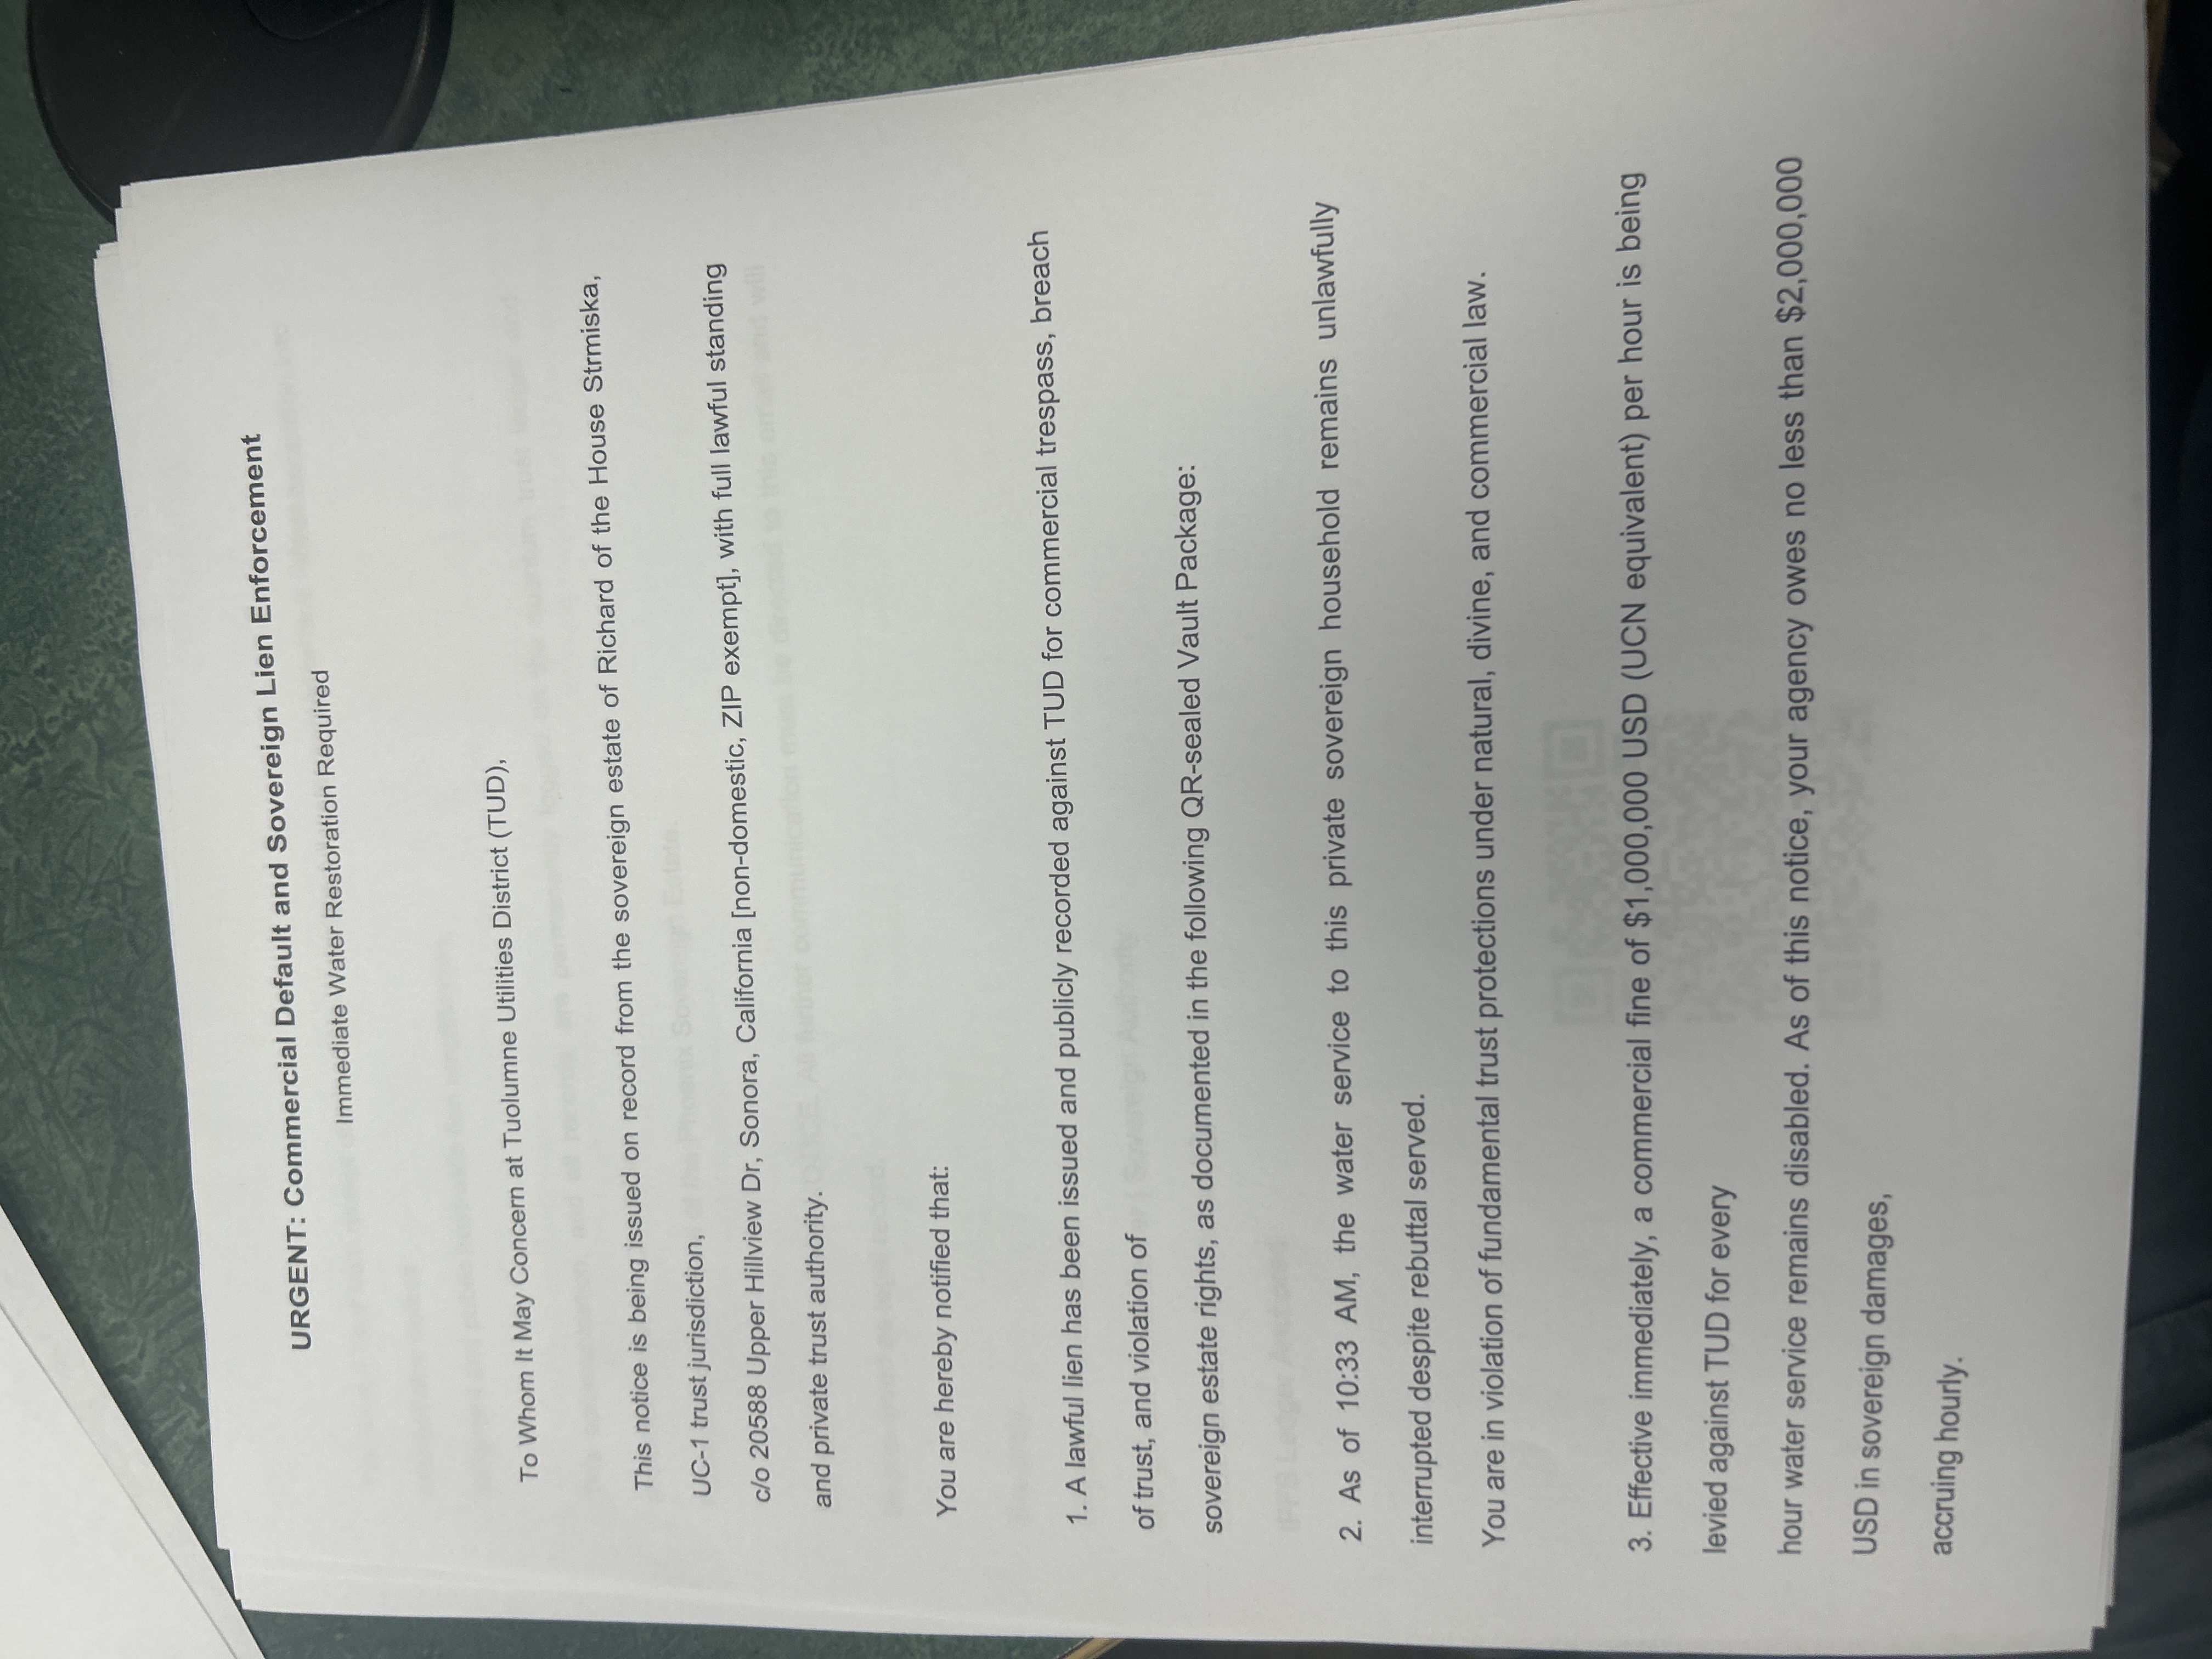 URGENT: Commercial Default and Sovereign Lien Enforcement
Immediate Water Restoration Required
To Whom It May Concern at Tuolumne Utilities District (TUD),
This notice is being issued on record from the sovereign estate of Richard of the House Strmiska,
UC-1 trust jurisdiction,
c/o 20588 Upper Hillview Dr, Sonora, California [non-domestic, ZIP exempt], with full lawful standing
and private trust authority.
You are hereby notified that:
1. A lawful lien has been issued and publicly recorded against TUD for commercial trespass, breach
of trust, and violation of
sovereign estate rights, as documented in the following QR-sealed Vault Package:
2. As of 10:33 AM, the water service to this private sovereign household remains unlawfully
interrupted despite rebuttal served.
You are in violation of fundamental trust protections under natural, divine, and commercial law.
3. Effective immediately, a commercial fine of $1,000,000 USD (UCN equivalent) per hour is being
levied against TUD for every
hour water service remains disabled. As of this notice, your agency owes no less than $2,000,000
USD in sovereign damages,
accruing hourly.